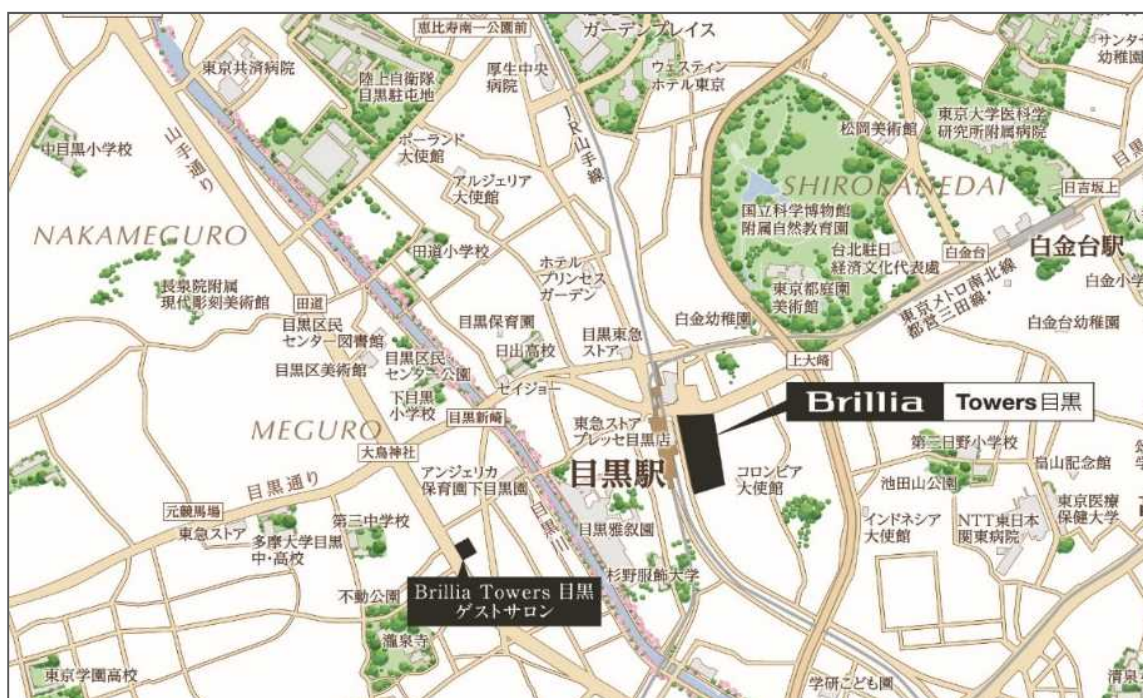 恵比寿南一公園前
ガーデンプレイス
サンタセ
幼稚園
東京共済病院
陸上自衛隊
目黒駐屯地
厚生中央
病院
ウェスティン
ホテル東京
JR山手線
松岡美術館
東京大学医科学
研究所附属病院
目黒
山手通り
中目黒小学校
ポーランド
大使館
アルジェリア
大使館
SHIROKANEDAI
日吉坂上
国立科学博物館
附属自然教育園
NAKAMEGURO
田道小学校
台北駐日
経済文化代表處
白金台
白金台駅
ホテル
プリンセス
ガーデン
長泉院附属
現代彫刻美術館
東京都庭園
美術館
東京メトロ南北線・
都営三田線
白金小学
田道
目黒区民
センター図書館
目黒保育園
目黒東急
ストア
白金幼稚園
白金台幼稚園
目黒区美術館
目黒区民
センター公園
日出高校
上大崎
セイジョー
下目黒
小学校
目黒新崎
Brillia
Towers目黒
MEGURO
大鳥神社
東急ストア
プレッセ目黒店
第三日野小学校
畠山記念館
目黒駅
アンジェリカ
保育園下目黒園
コロンビア
大使館
池田山公園
目黒通り
元競馬場
東急ストア
第三中学校
多摩大学目黒
中・高校
目黒川
目黒雅叙園
インドネシア
大使館
NTT東日本
関東病院
東京医療
保健大学
杉野服飾大学
Brillia Towers 目黒
ゲストサロン
不動公園
瀧泉寺
東京学園高校
学研こども園
清泉